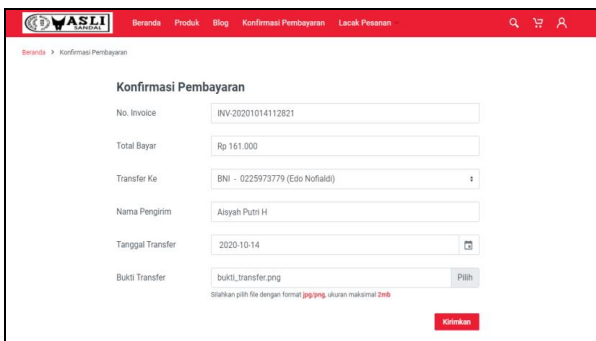 ASLI
SANDAL
Beranda Produk Blog Konfirmasi Pembayaran Lacak Pesanan
Beranda > Konfirmasi Pembayaran
Konfirmasi Pembayaran
No. Invoice INV-20201014112821
Total Bayar Rp 161.000
Transfer Ke BNI - 0225973779 (Edo Nofialdi)
Nama Pengirim Aisyah Putri H
Tanggal Transfer 2020-10-14
Bukti Transfer bukti_transfer.png Pilih
Silahkan pilih file dengan format jpg/png, ukuran maksimal 2mb
Kirimkan